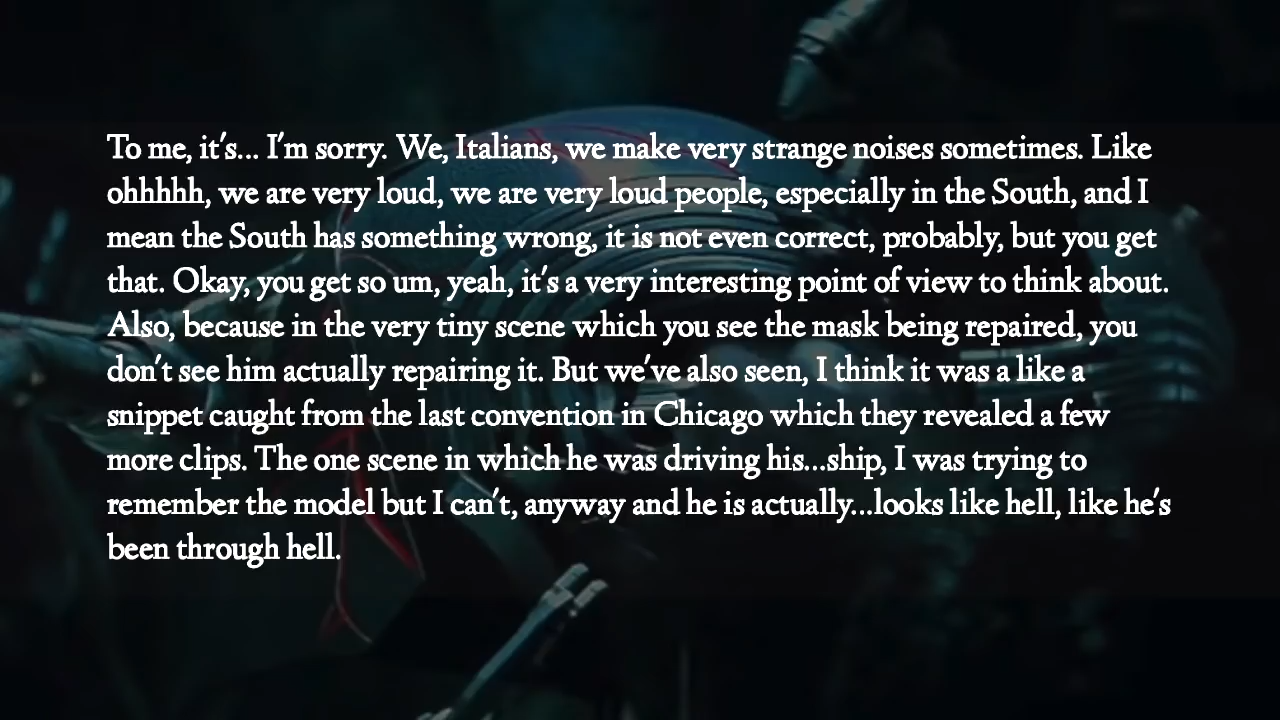 To me, it's... I'm sorry. We, Italians, we make very strange noises sometimes. Like
ohhhhh, we are very loud, we are very loud people, especially in the South, and I
mean the South has something wrong, it is not even correct, probably, but you get
that. Okay, you get so um, yeah, it's a very interesting point of view to think about.
Also, because in the very tiny scene which you see the mask being repaired, you
don't see him actually repairing it. But we've also seen, I think it was a like a
snippet caught from the last convention in Chicago which they revealed a few
more clips. The one scene in which he was driving his...ship, I was trying to
remember the model but I can't, anyway and he is actually...looks like hell, like he's
been through hell.